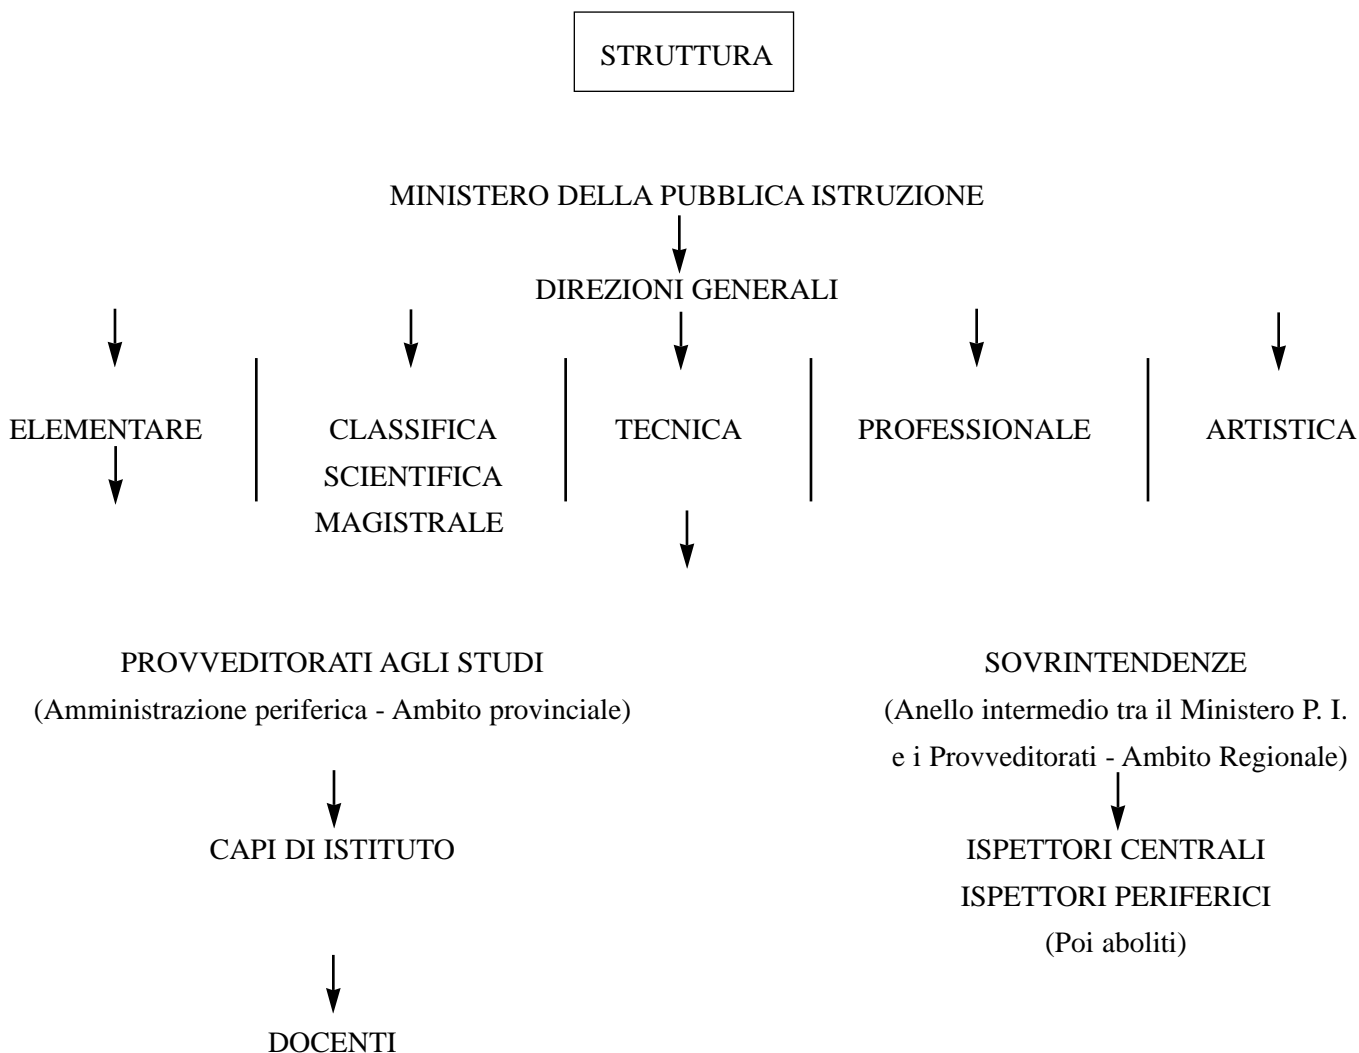 STRUTTURA
MINISTERO DELLA PUBBLICA ISTRUZIONE
DIREZIONI GENERALI
ELEMENTARE
CLASSIFICA
SCIENTIFICA
MAGISTRALE
TECNICA
PROFESSIONALE
ARTISTICA
PROVVEDITORATI AGLI STUDI
(Amministrazione periferica - Ambito provinciale)
CAPI DI ISTITUTO
DOCENTI
SOVRINTENDENZE
(Anello intermedio tra il Ministero P. I.
e i Provveditorati - Ambito Regionale)
ISPETTORI CENTRALI
ISPETTORI PERIFERICI
(Poi aboliti)